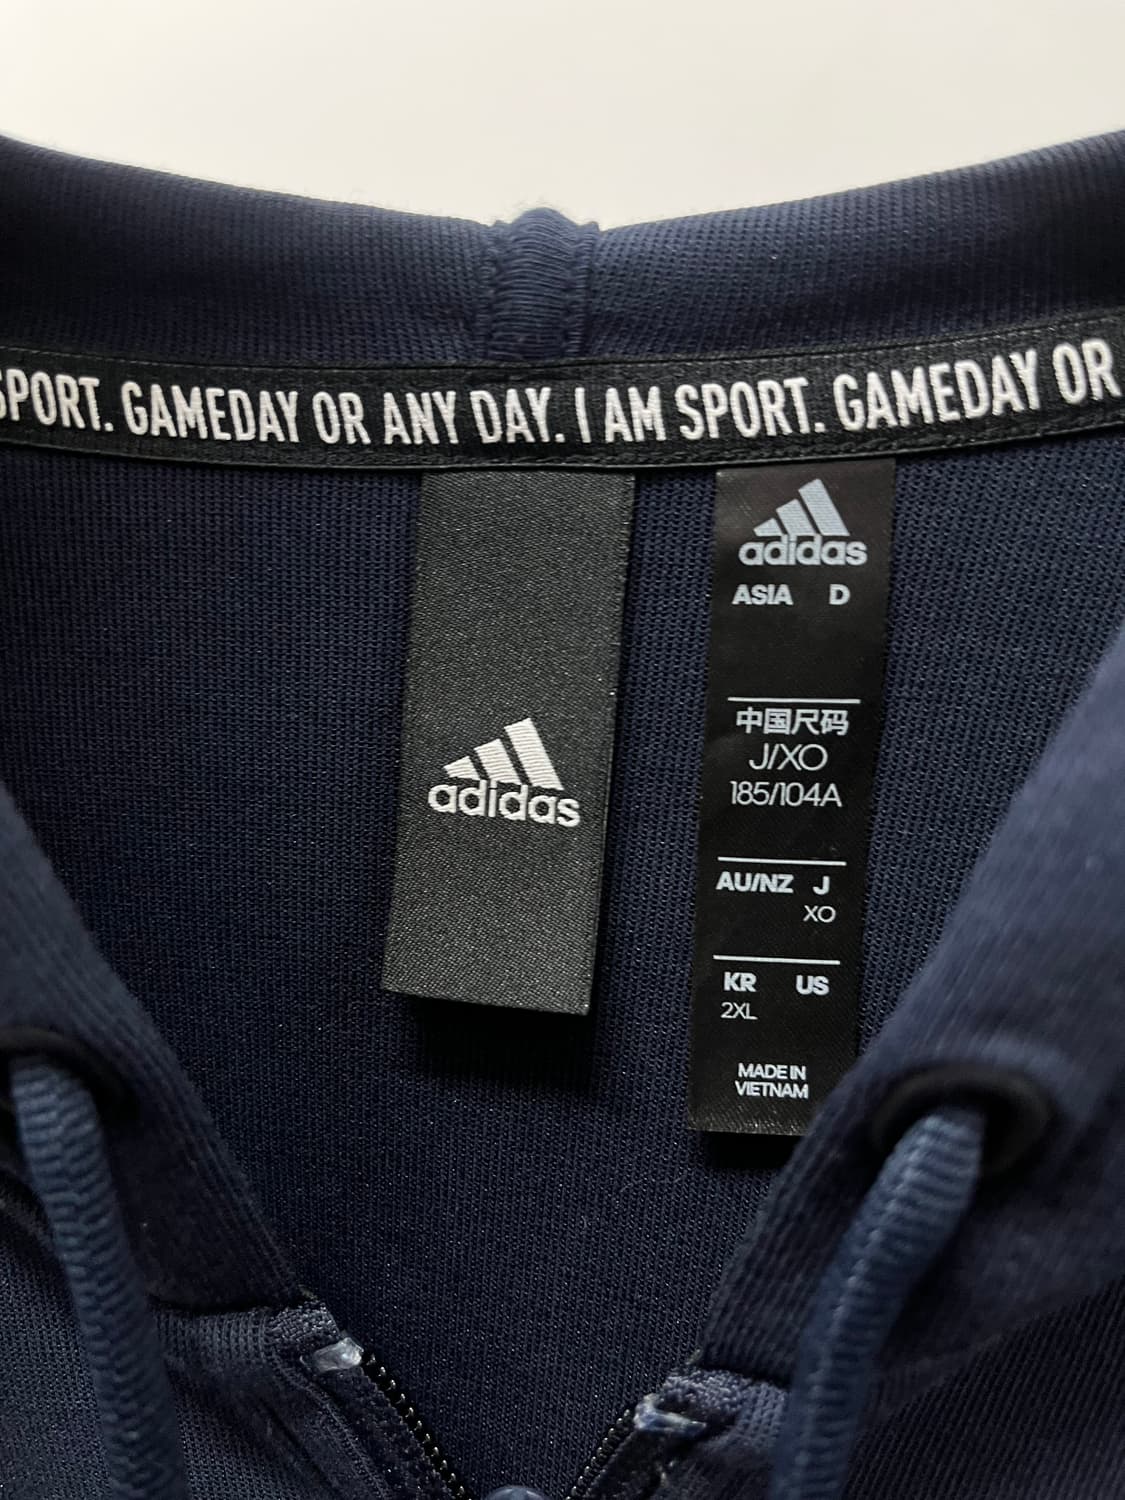 SPORT. GAMEDAY OR ANY DAY. I AM SPORT. GAMEDAY OR
adidas
adidas
ASIA D
中国尺码
J/XO
185/104A
AU/NZ J
XO
KR US
2XL
MADE IN
VIETNAM